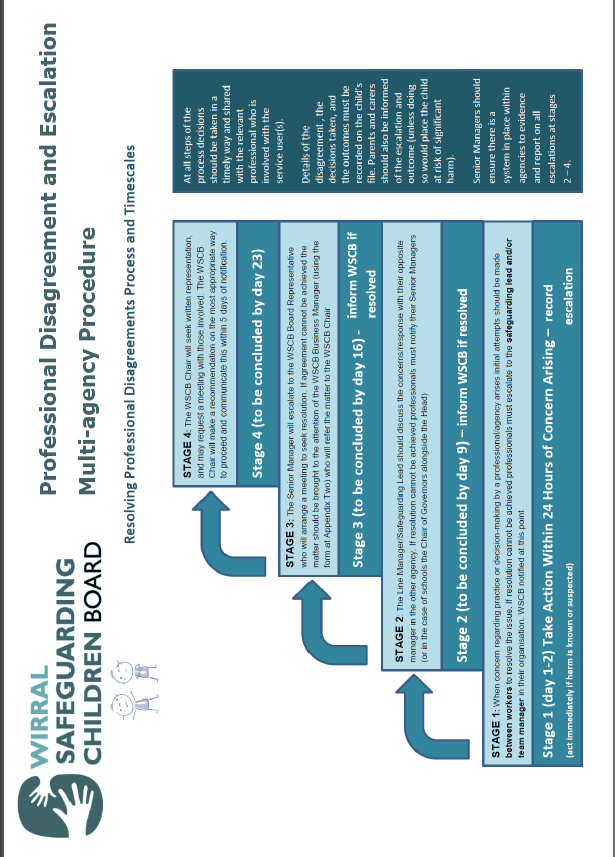 WIRRAL
SAFEGUARDING
CHILDREN BOARD
Professional Disagreement and Escalation
Multi-agency Procedure
Resolving Professional Disagreements Process and Timescales
STAGE 4: The WSCB Chair will seek written representation,
and may request a meeting with those involved. The WSCB
Chair will make a recommendation on the most appropriate way
to proceed and communicate this within 5 days of notification.
Stage 4 (to be concluded by day 23)
STAGE 3: The Senior Manager will escalate to the WSCB Board Representative
who will arrange a meeting to seek resolution. If agreement cannot be achieved the
matter should be brought to the attention of the WSCB Business Manager (using the
form at Appendix Two) who will refer the matter to the WSCB Chair
Stage 3 (to be concluded by day 16) - inform WSCB if
resolved
STAGE 2: The Line Manager/Safeguarding Lead should discuss the concerns/response with their opposite
manager in the other agency. If resolution cannot be achieved professionals must notify their Senior Managers
(or in the case of schools the Chair of Governors alongside the Head)
Stage 2 (to be concluded by day 9) – inform WSCB if resolved
STAGE 1: When concern regarding practice or decision-making by a professional/agency arises initial attempts should be made
between workers to resolve the issue. If resolution cannot be achieved professionals must escalate to the safeguarding lead and/or
team manager in their organisation. WSCB notified at this point
Stage 1 (day 1-2) Take Action Within 24 Hours of Concern Arising – record
escalation
(act immediately if harm is known or suspected)
At all steps of the
process decisions
should be taken in a
timely way and shared
with the relevant
professional who is
involved with the
service user(s).
Details of the
disagreement, the
decisions taken, and
the outcomes must be
recorded on the child's
file. Parents and carers
should also be informed
of the escalation and
outcome (unless doing
so would place the child
at risk of significant
harm).
Senior Managers should
ensure there is a
system in place within
agencies to evidence
and report on all
escalations at stages
2 – 4.